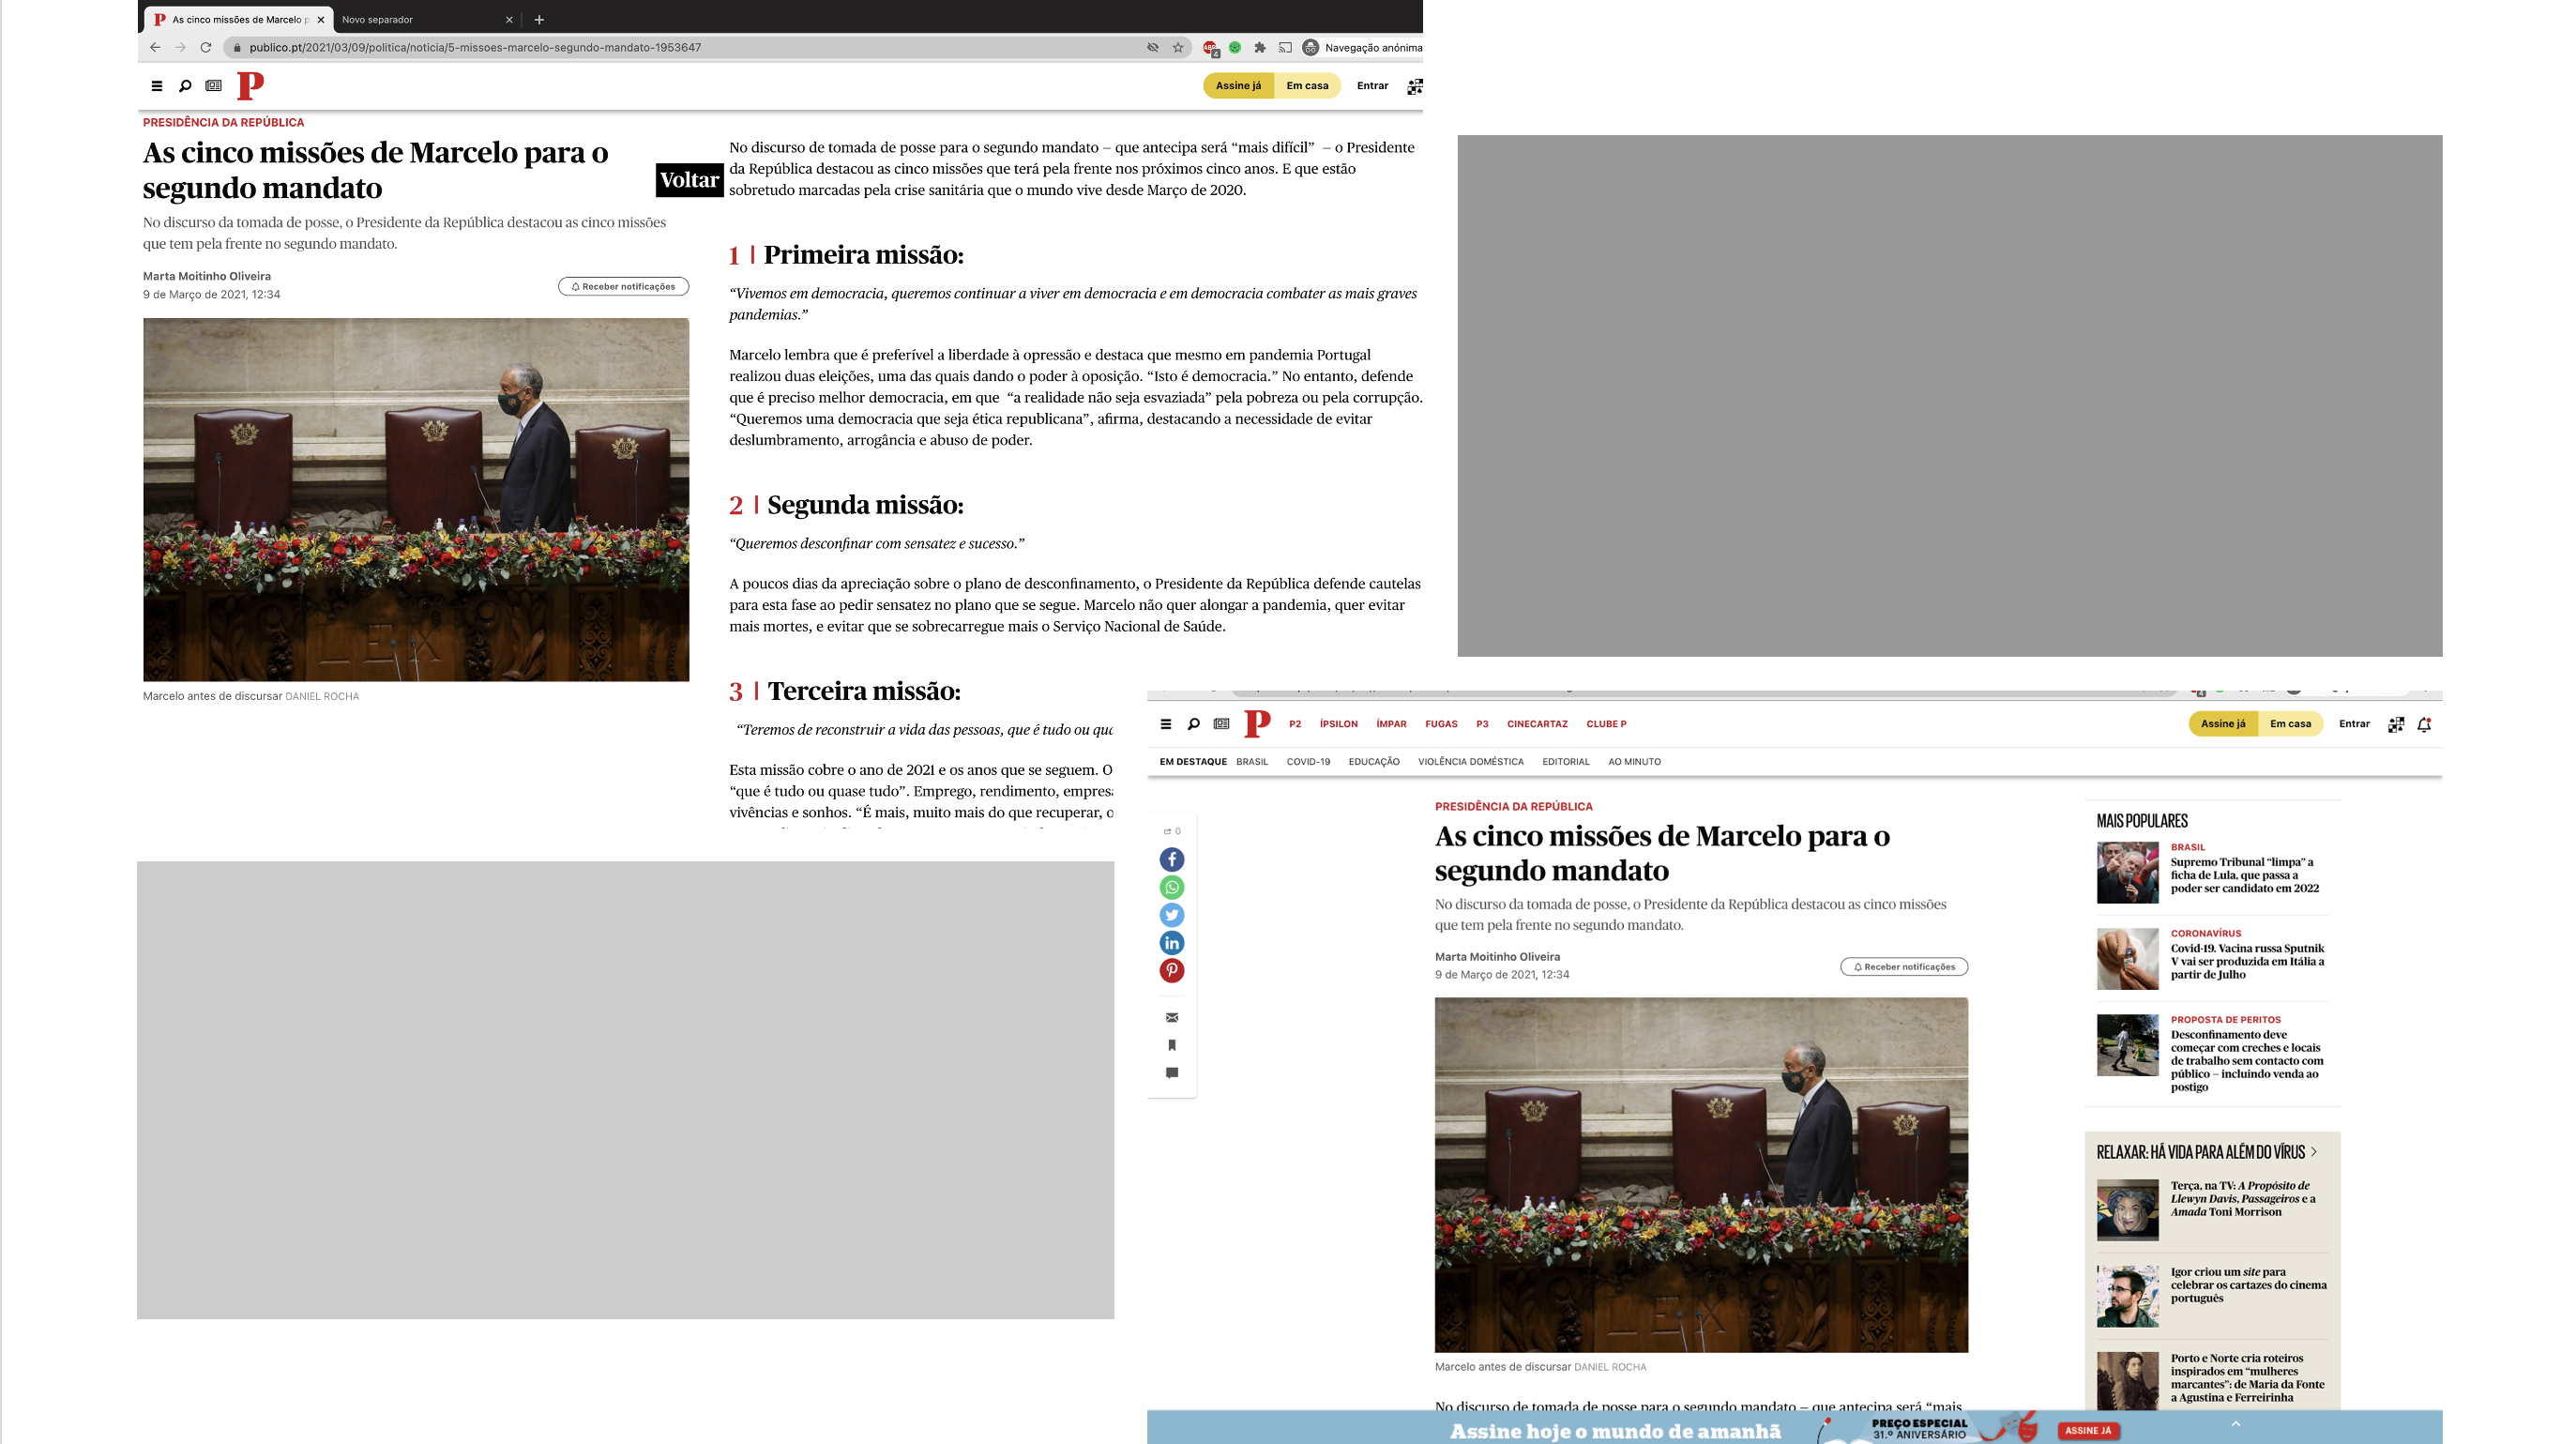 As cinco missões de Marcelo p
Novo separador
publico.pt/2021/03/09/politica/noticia/5-missoes-marcelo-segundo-mandato-1953647
ABP
4
Navegação anónima
P
Assine já
Em casa
Entrar
PRESIDÊNCIA DA REPÚBLICA
As cinco missões de Marcelo para o
segundo mandato
No discurso da tomada de posse, o Presidente da República destacou as cinco missões
que tem pela frente no segundo mandato.
Marta Moitinho Oliveira
9 de Março de 2021, 12:34
Receber notificações
Marcelo antes de discursar DANIEL ROCHA
Voltar
No discurso de tomada de posse para o segundo mandato – que antecipa será “mais difícil” – o Presidente
da República destacou as cinco missões que terá pela frente nos próximos cinco anos. E que estão
sobretudo marcadas pela crise sanitária que o mundo vive desde Março de 2020.
1 | Primeira missão:
“Vivemos em democracia, queremos continuar a viver em democracia e em democracia combater as mais graves
pandemias.”
Marcelo lembra que é preferível a liberdade à opressão e destaca que mesmo em pandemia Portugal
realizou duas eleições, uma das quais dando o poder à oposição. “Isto é democracia.” No entanto, defende
que é preciso melhor democracia, em que “a realidade não seja esvaziada” pela pobreza ou pela corrupção.
“Queremos uma democracia que seja ética republicana”, afirma, destacando a necessidade de evitar
deslumbramento, arrogância e abuso de poder.
2 | Segunda missão:
“Queremos desconfinar com sensatez e sucesso.”
A poucos dias da apreciação sobre o plano de desconfinamento, o Presidente da República defende cautelas
para esta fase ao pedir sensatez no plano que se segue. Marcelo não quer alongar a pandemia, quer evitar
mais mortes, e evitar que se sobrecarregue mais o Serviço Nacional de Saúde.
3 | Terceira missão:
“Teremos de reconstruir a vida das pessoas, que é tudo ou qua
Esta missão cobre o ano de 2021 e os anos que se seguem. O
“que é tudo ou quase tudo”. Emprego, rendimento, empres
vivências e sonhos. “É mais, muito mais do que recuperar, o
P
P2
ÍPSILON
ÍMPAR
FUGAS
P3
CINECARTAZ
CLUBE P
Assine já
Em casa
Entrar
EM DESTAQUE
BRASIL
COVID-19
EDUCAÇÃO
VIOLÊNCIA DOMÉSTICA
EDITORIAL
AO MINUTO
0
PRESIDÊNCIA DA REPÚBLICA
As cinco missões de Marcelo para o
segundo mandato
No discurso da tomada de posse, o Presidente da República destacou as cinco missões
que tem pela frente no segundo mandato.
Marta Moitinho Oliveira
9 de Março de 2021, 12:34
Receber notificações
Marcelo antes de discursar DANIEL ROCHA
No discurso de tomada de posse para o segundo mandato – que antecipa será “mais
MAIS POPULARES
BRASIL
Supremo Tribunal “limpa” a
ficha de Lula, que passa a
poder ser candidato em 2022
CORONAVÍRUS
Covid-19. Vacina russa Sputnik
V vai ser produzida em Itália a
partir de Julho
PROPOSTA DE PERITOS
Desconfinamento deve
começar com creches e locais
de trabalho sem contacto com
público – incluindo venda ao
postigo
RELAXAR: HÁ VIDA PARA ALÉM DO VÍRUS
Terça, na TV: A Propósito de
Llewyn Davis, Passageiros e a
Amada Toni Morrison
Igor criou um site para
celebrar os cartazes do cinema
português
Porto e Norte cria roteiros
inspirados em “mulheres
marcantes”: de Maria da Fonte
a Agustina e Ferreirinha
Assine hoje o mundo de amanhã
PREÇO ESPECIAL
31.º ANIVERSÁRIO
ASSINE JÁ